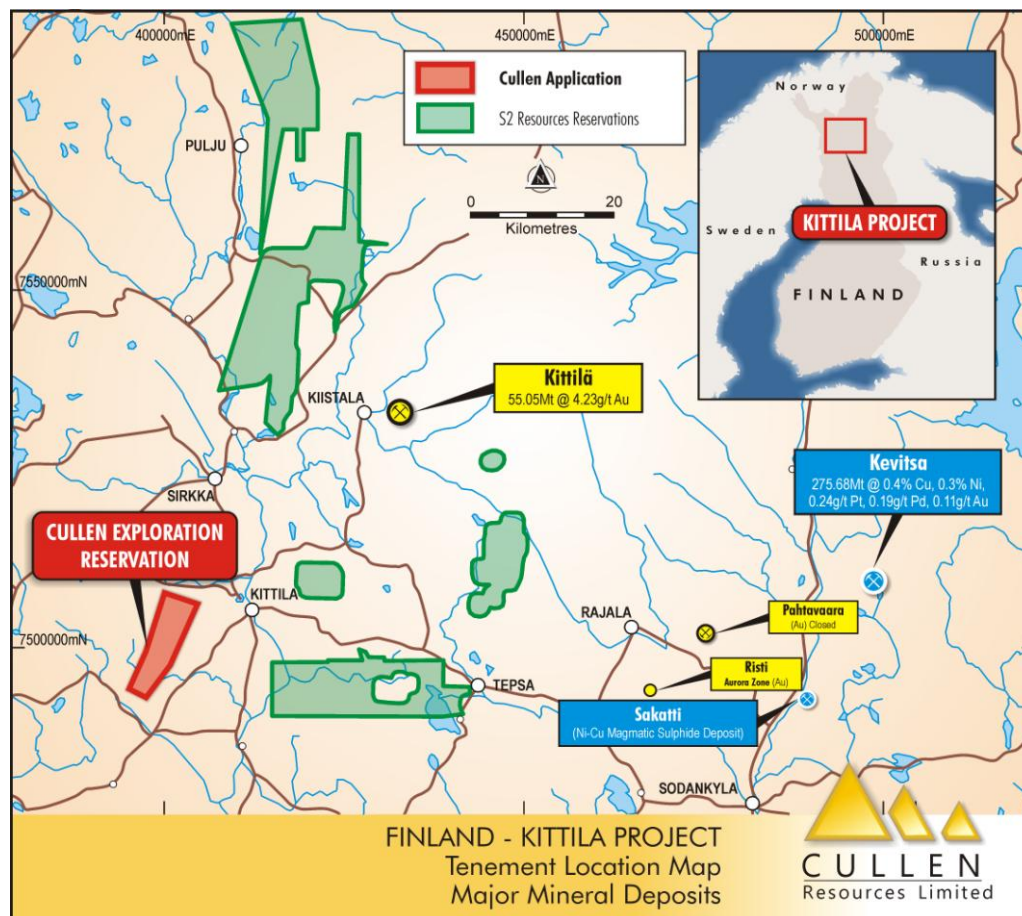 400000mE
450000mE
500000mE
Cullen Application
S2 Resources Reservations
Norway
Sweden
Russia
FINLAND
KITTILA PROJECT
PULJU
N
0 20
Kilometres
7550000mN
Kittilä
55.05Mt @ 4.23g/t Au
KIISTALA
Kevitsa
275.68Mt @ 0.4% Cu, 0.3% Ni,
0.24g/t Pt, 0.19g/t Pd, 0.11g/t Au
SIRKKA
CULLEN EXPLORATION
RESERVATION
KITTILA
RAJALA
Pahtavaara
(Au) Closed
7500000mN
Risti
Aurora Zone (Au)
TEPSA
Sakatti
(Ni-Cu Magmatic Sulphide Deposit)
SODANKYLA
FINLAND - KITTILA PROJECT
Tenement Location Map
Major Mineral Deposits
CULLEN
Resources Limited